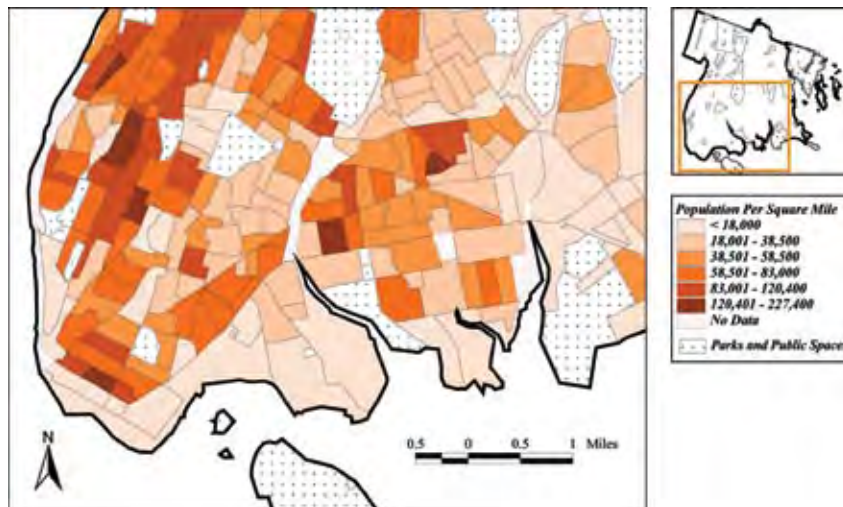 N
0.5 0 0.5 1 Miles
Population Per Square Mile
< 18,000
18,001 - 38,500
38,501 - 58,500
58,501 - 83,000
83,001 - 120,400
120,401 - 227,400
No Data
Parks and Public Space